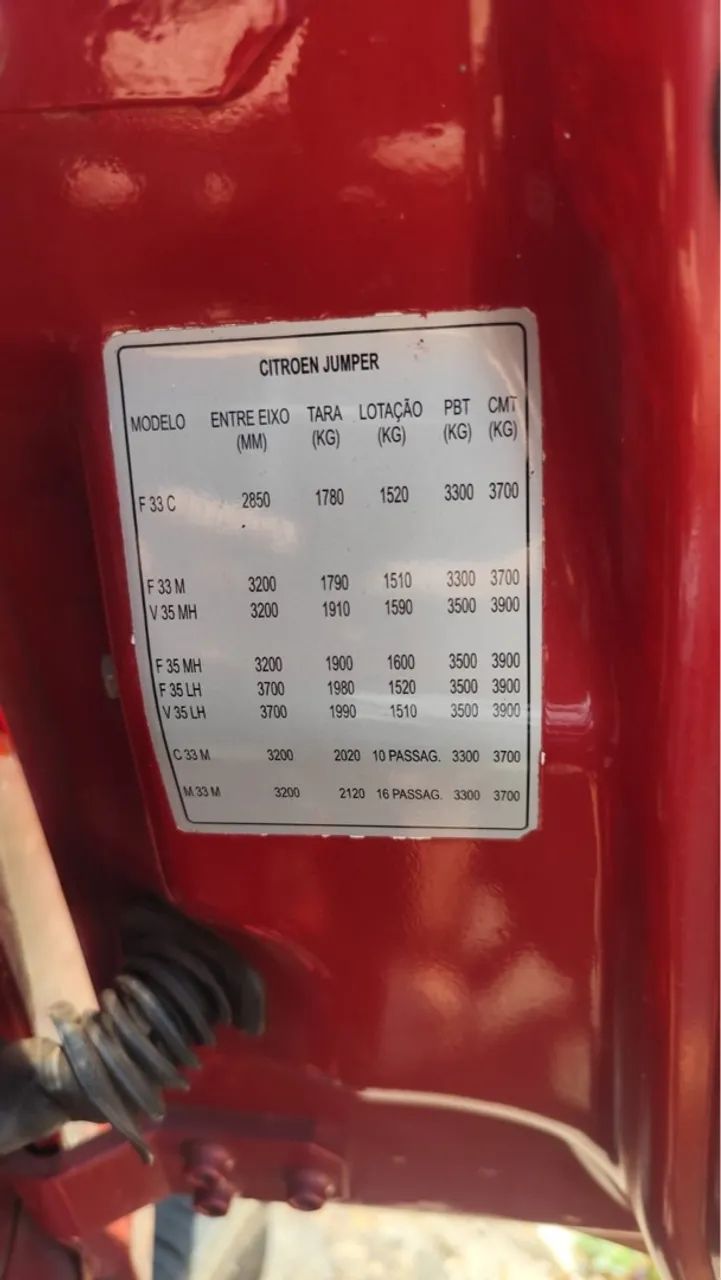 CITROEN JUMPER
MODELO ENTRE EIXO (MM) TARA (KG) LOTAÇÃO (KG) PBT (KG) CMT (KG)
F 33 C 2850 1780 1520 3300 3700
F 33 M 3200 1790 1510 3300 3700
V 35 MH 3200 1910 1590 3500 3900
F 35 MH 3200 1900 1600 3500 3900
F 35 LH 3700 1980 1520 3500 3900
V 35 LH 3700 1990 1510 3500 3900
C 33 M 3200 2020 10 PASSAG. 3300 3700
M 33 M 3200 2120 16 PASSAG. 3300 3700